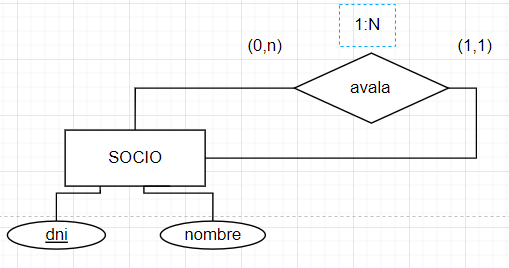 1:N
(0,n)
(1,1)
avala
SOCIO
dni
nombre